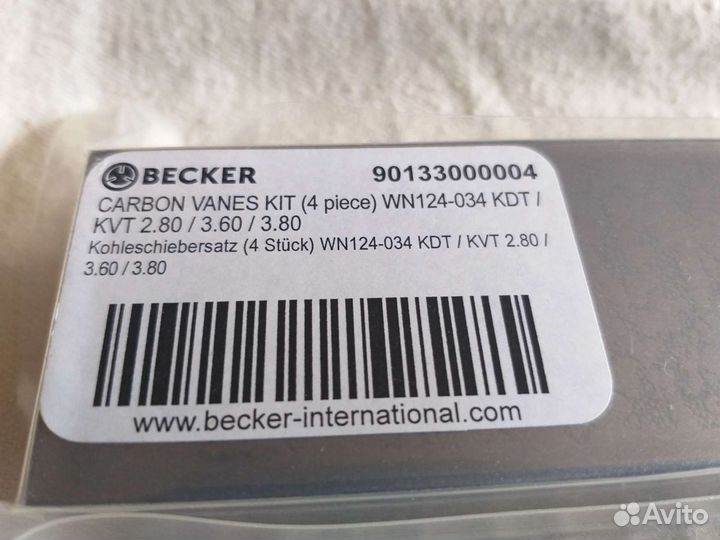 BECKER 90133000004
CARBON VANES KIT (4 piece) WN124-034 KDT /
KVT 2.80 / 3.60 / 3.80
Kohleschiebersatz (4 Stück) WN124-034 KDT / KVT 2.80 /
3.60 / 3.80
www.becker-international.com
Avito